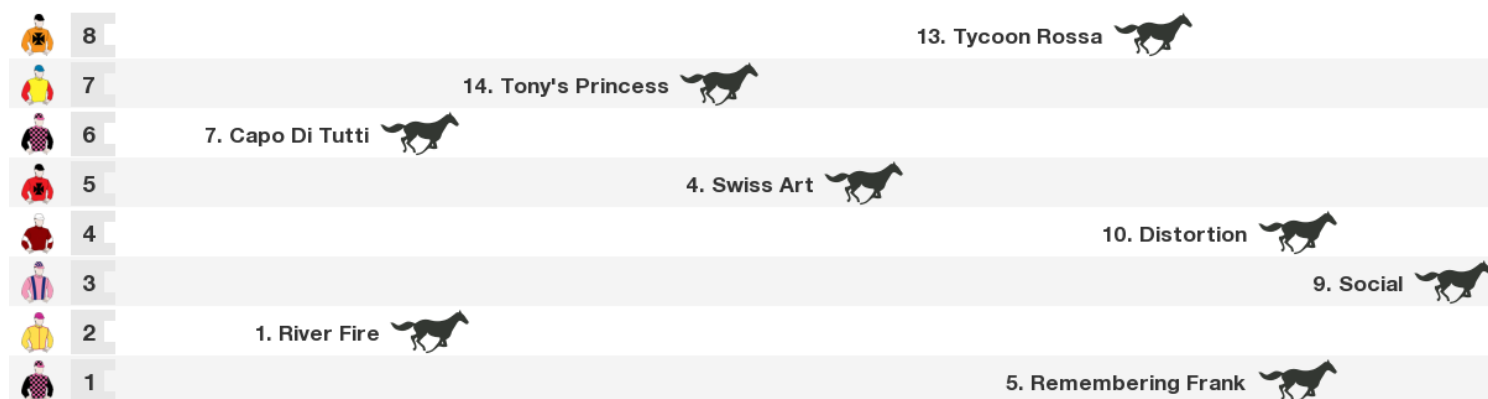 8 13. Tycoon Rossa
7 14. Tony's Princess
6 7. Capo Di Tutti
5 4. Swiss Art
4 10. Distortion
3 9. Social
2 1. River Fire
1 5. Remembering Frank